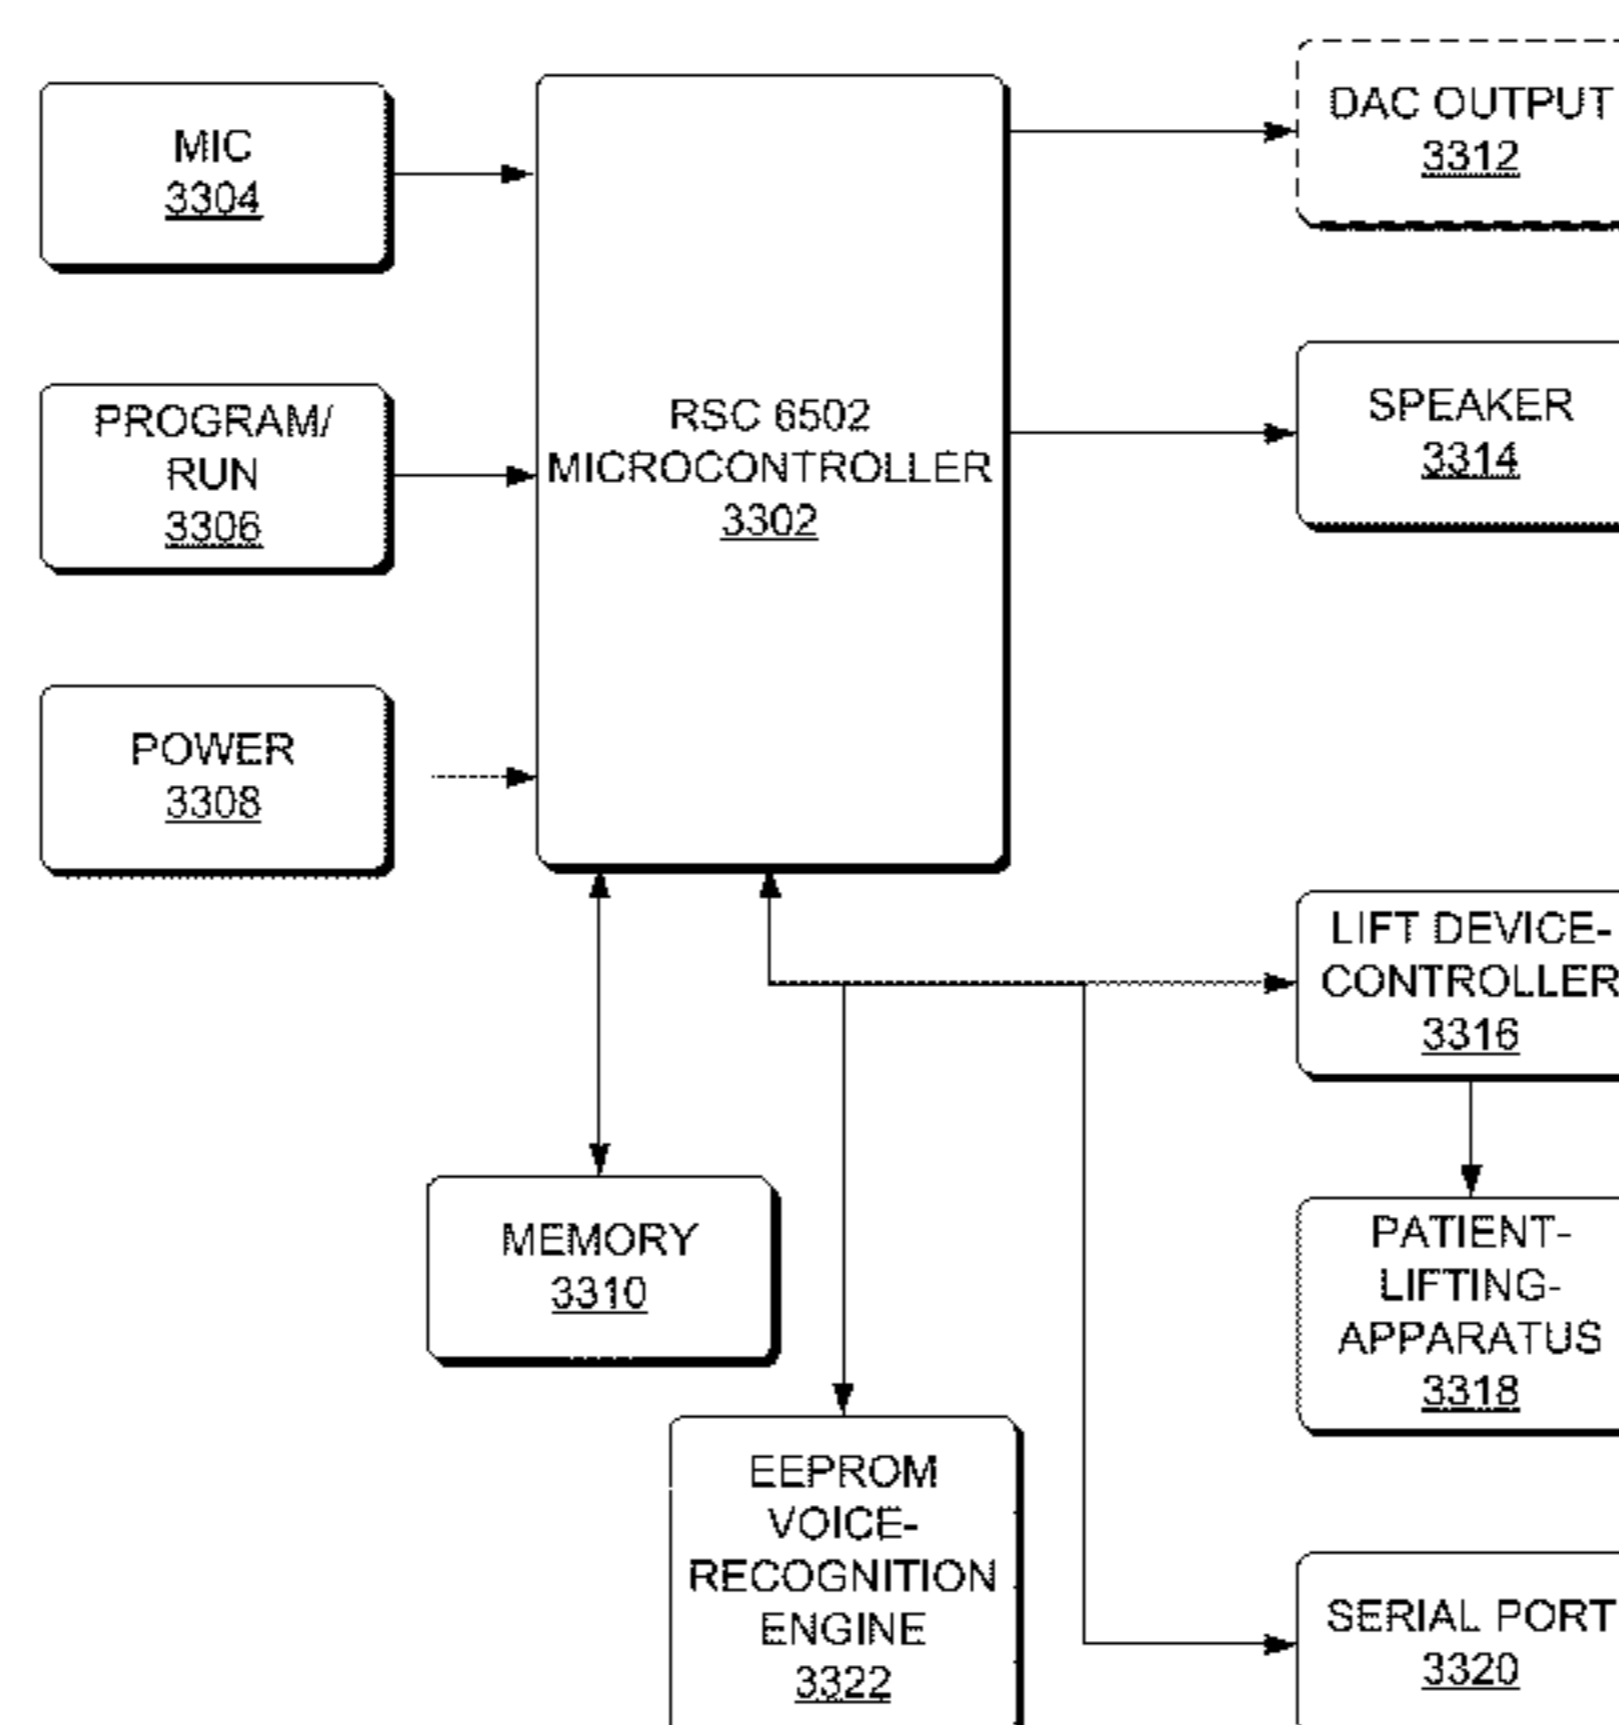 MIC
3304
DAC OUTPUT
3312
PROGRAM/
RUN
3306
RSC 6502
MICROCONTROLLER
3302
SPEAKER
3314
POWER
3308
LIFT DEVICE-
CONTROLLER
3316
MEMORY
3310
PATIENT-
LIFTING-
APPARATUS
3318
EEPROM
VOICE-
RECOGNITION
ENGINE
3322
SERIAL PORT
3320